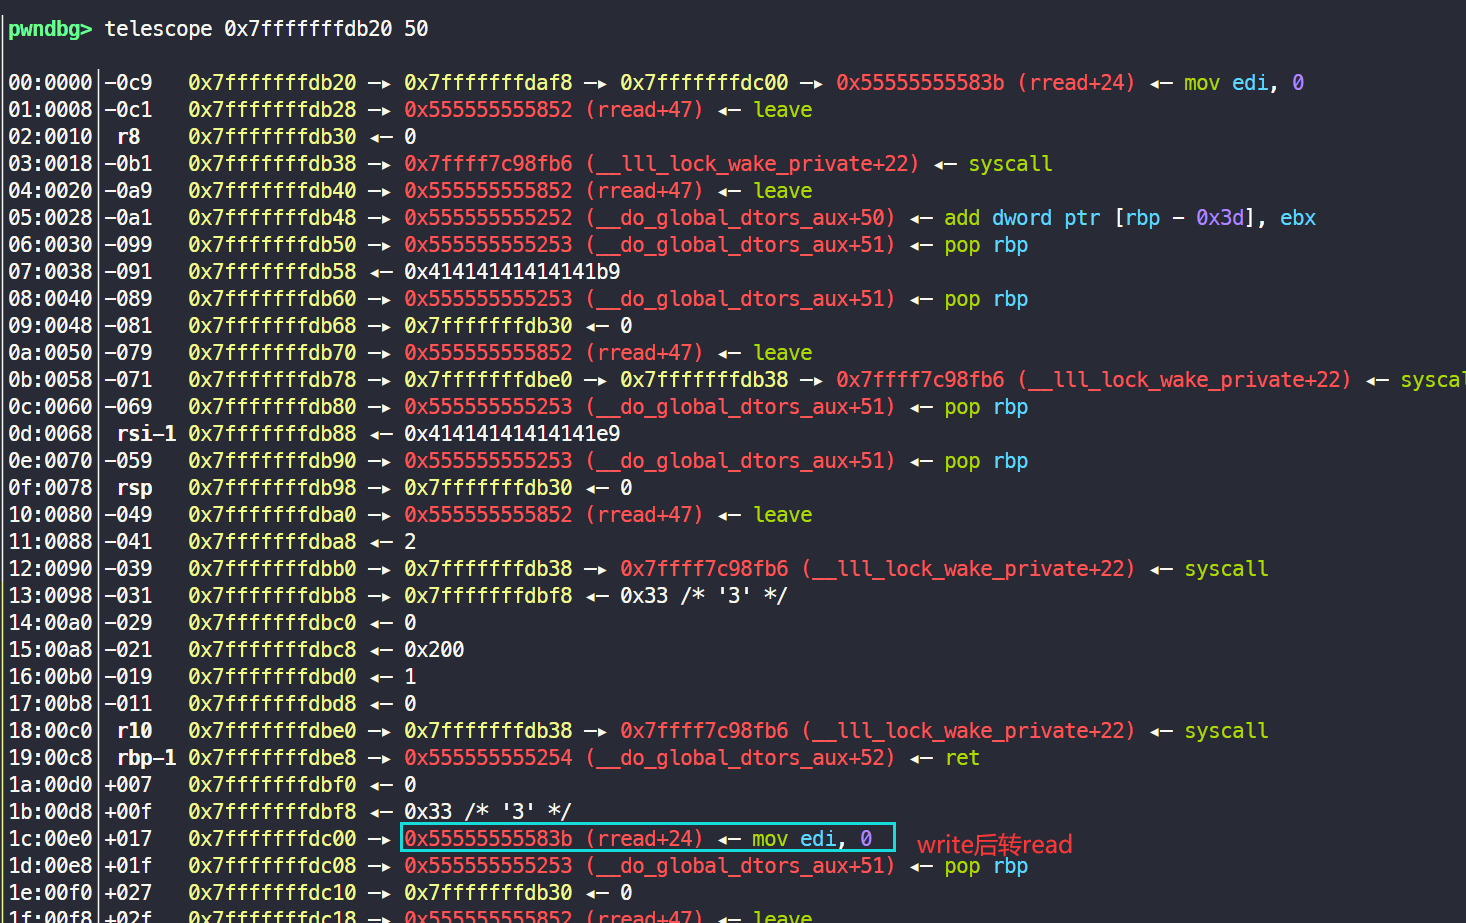 pwndbg> telescope 0x7fffffffdb20 50
00:0000│-0c9 0x7fffffffdb20 —▸ 0x7fffffffdaf8 —▸ 0x7fffffffdc00 —▸ 0x55555555583b (rread+24) ◂— mov edi, 0
01:0008│-0c1 0x7fffffffdb28 —▸ 0x555555555852 (rread+47) ◂— leave
02:0010│ r8 0x7fffffffdb30 ◂— 0
03:0018│-0b1 0x7fffffffdb38 —▸ 0x7ffff7c98fb6 (__lll_lock_wake_private+22) ◂— syscall
04:0020│-0a9 0x7fffffffdb40 —▸ 0x555555555852 (rread+47) ◂— leave
05:0028│-0a1 0x7fffffffdb48 —▸ 0x555555555252 (__do_global_dtors_aux+50) ◂— add dword ptr [rbp - 0x3d], ebx
06:0030│-099 0x7fffffffdb50 —▸ 0x555555555253 (__do_global_dtors_aux+51) ◂— pop rbp
07:0038│-091 0x7fffffffdb58 ◂— 0x41414141414141b9
08:0040│-089 0x7fffffffdb60 —▸ 0x555555555253 (__do_global_dtors_aux+51) ◂— pop rbp
09:0048│-081 0x7fffffffdb68 —▸ 0x7fffffffdb30 ◂— 0
0a:0050│-079 0x7fffffffdb70 —▸ 0x555555555852 (rread+47) ◂— leave
0b:0058│-071 0x7fffffffdb78 —▸ 0x7fffffffdbe0 —▸ 0x7fffffffdb38 —▸ 0x7ffff7c98fb6 (__lll_lock_wake_private+22) ◂— syscal
0c:0060│-069 0x7fffffffdb80 —▸ 0x555555555253 (__do_global_dtors_aux+51) ◂— pop rbp
0d:0068│ rsi-1 0x7fffffffdb88 ◂— 0x41414141414141e9
0e:0070│-059 0x7fffffffdb90 —▸ 0x555555555253 (__do_global_dtors_aux+51) ◂— pop rbp
0f:0078│ rsp 0x7fffffffdb98 —▸ 0x7fffffffdb30 ◂— 0
10:0080│-049 0x7fffffffdba0 —▸ 0x555555555852 (rread+47) ◂— leave
11:0088│-041 0x7fffffffdba8 ◂— 2
12:0090│-039 0x7fffffffdbb0 —▸ 0x7fffffffdb38 —▸ 0x7ffff7c98fb6 (__lll_lock_wake_private+22) ◂— syscall
13:0098│-031 0x7fffffffdbb8 —▸ 0x7fffffffdbf8 ◂— 0x33 /* '3' */
14:00a0│-029 0x7fffffffdbc0 ◂— 0
15:00a8│-021 0x7fffffffdbc8 ◂— 0x200
16:00b0│-019 0x7fffffffdbd0 ◂— 1
17:00b8│-011 0x7fffffffdbd8 ◂— 0
18:00c0│ r10 0x7fffffffdbe0 —▸ 0x7fffffffdb38 —▸ 0x7ffff7c98fb6 (__lll_lock_wake_private+22) ◂— syscall
19:00c8│ rbp-1 0x7fffffffdbe8 —▸ 0x555555555254 (__do_global_dtors_aux+52) ◂— ret
1a:00d0│+007 0x7fffffffdbf0 ◂— 0
1b:00d8│+00f 0x7fffffffdbf8 ◂— 0x33 /* '3' */
1c:00e0│+017 0x7fffffffdc00 —▸ 0x55555555583b (rread+24) ◂— mov edi, 0 write后转read
1d:00e8│+01f 0x7fffffffdc08 —▸ 0x555555555253 (__do_global_dtors_aux+51) ◂— pop rbp
1e:00f0│+027 0x7fffffffdc10 —▸ 0x7fffffffdb30 ◂— 0
1f:00f8│+02f 0x7fffffffdc18 —▸ 0x555555555852 (rread+47) ◂— leave